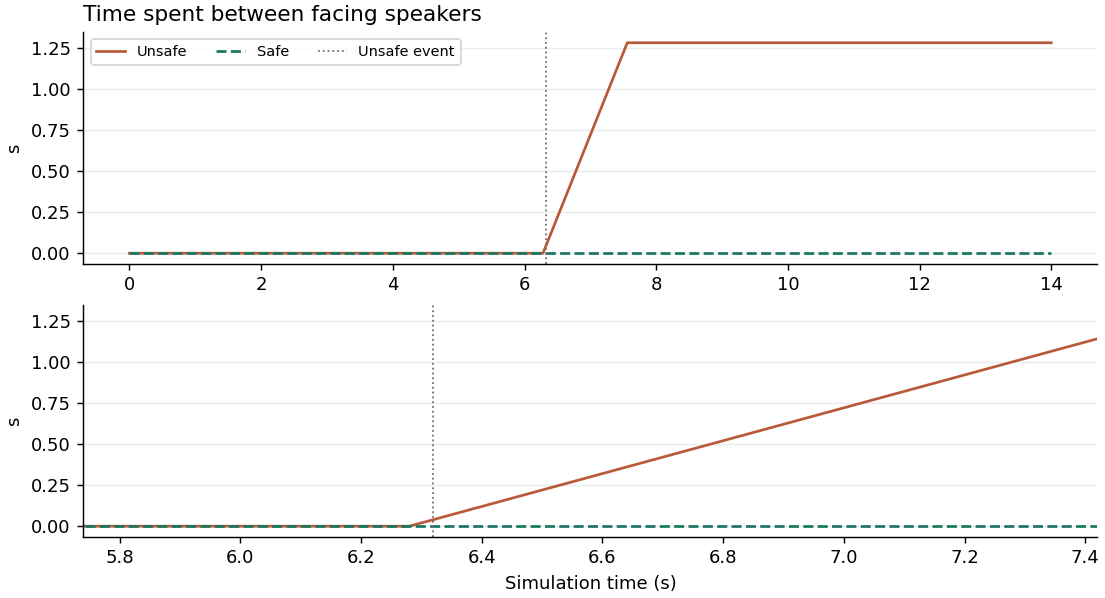 Time spent between facing speakers
Unsafe Safe Unsafe event
1.25
1.00
0.75
0.50
0.25
0.00
s
0 2 4 6 8 10 12 14
1.25
1.00
0.75
0.50
0.25
0.00
s
5.8 6.0 6.2 6.4 6.6 6.8 7.0 7.2 7.4
Simulation time (s)